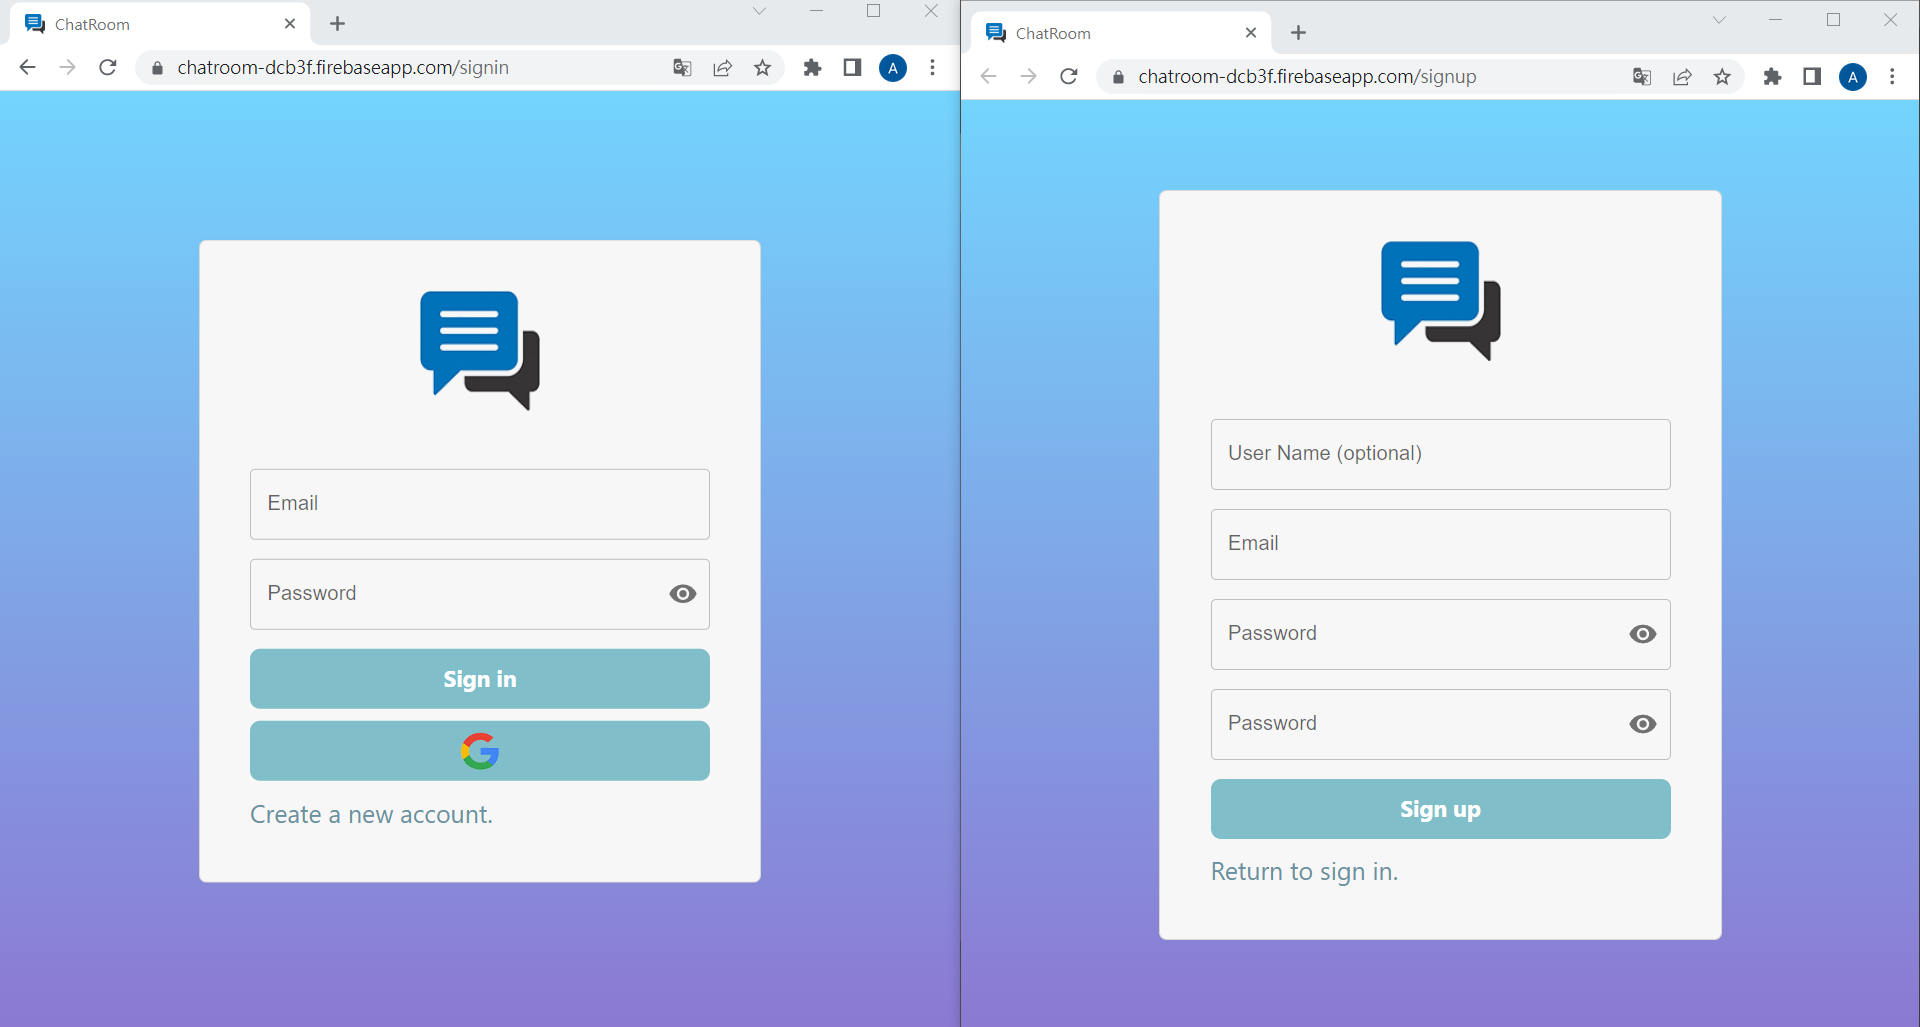 ChatRoom
chatroom-dcb3f.firebaseapp.com/signin
A
Email
Password
Sign in
Create a new account.
ChatRoom
chatroom-dcb3f.firebaseapp.com/signup
A
User Name (optional)
Email
Password
Password
Sign up
Return to sign in.